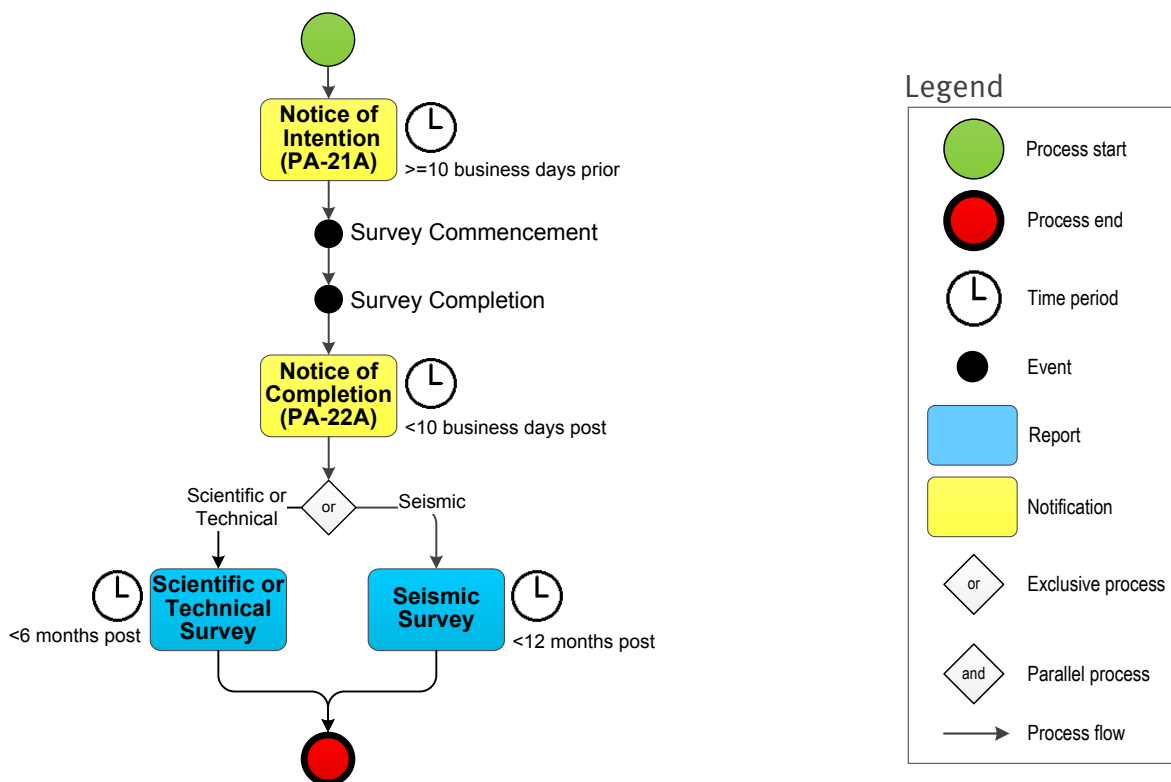 Notice of
Intention
(PA-21A)
>=10 business days prior
Survey Commencement
Survey Completion
Notice of
Completion
(PA-22A)
<10 business days post
Scientific or
Technical
or
Seismic
Scientific or
Technical
Survey
<6 months post
Seismic
Survey
<12 months post
Legend
Process start
Process end
Time period
Event
Report
Notification
or
Exclusive process
and
Parallel process
Process flow